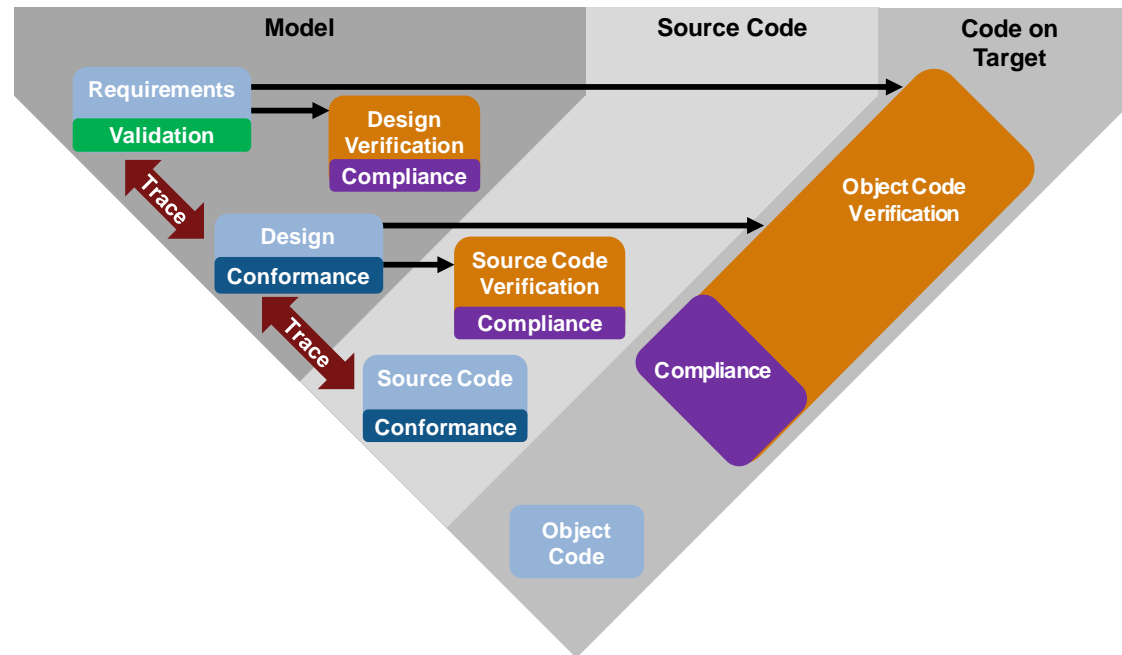 Model
Source Code
Code on
Target
Requirements
Validation
Design
Verification
Compliance
Trace
Design
Conformance
Source Code
Verification
Compliance
Object Code
Verification
Compliance
Trace
Source Code
Conformance
Object
Code